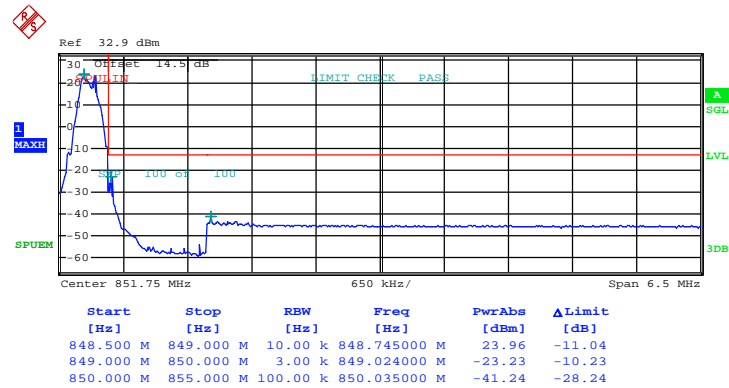 R S
Ref 32.9 dBm
Offset 14.5 dB
SPULIN
LIMIT CHECK PASS
30
20
10
0
-10
-20
-30
-40
-50
-60
1
MAXH
SPUEM
A
SGL
LVL
3DB
SWP 100 of 100
Center 851.75 MHz 650 kHz/ Span 6.5 MHz
Start Stop RBW Freq PwrAbs ΔLimit
[Hz] [Hz] [Hz] [Hz] [dBm] [dB]
848.500 M 849.000 M 10.00 k 848.745000 M 23.96 -11.04
849.000 M 850.000 M 3.00 k 849.024000 M -23.23 -10.23
850.000 M 855.000 M 100.00 k 850.035000 M -41.24 -28.24